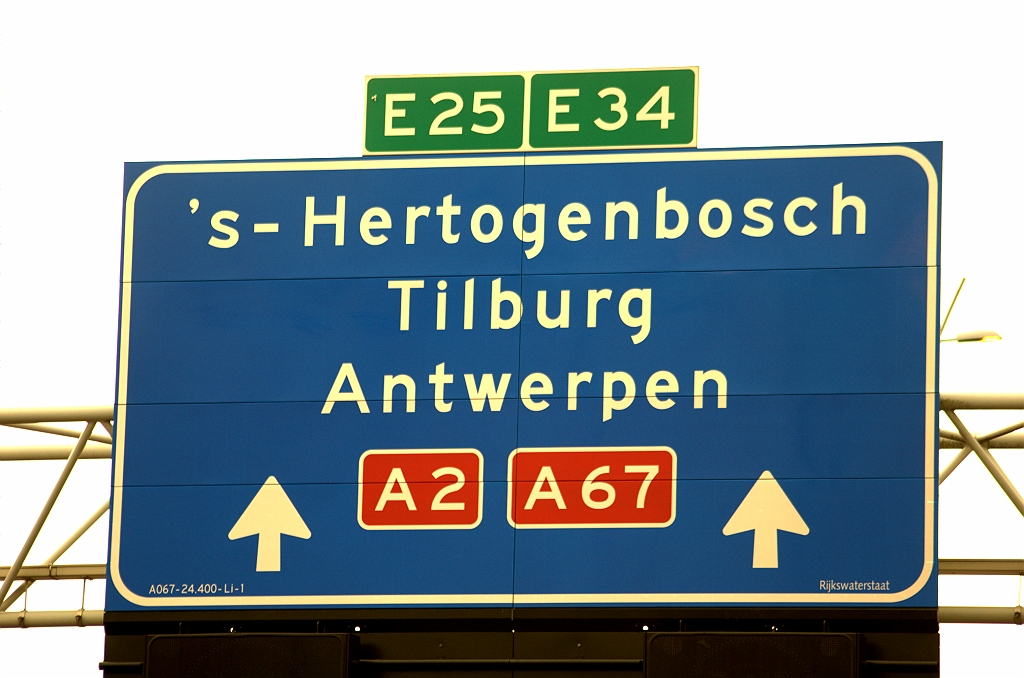 E25 E34
's-Hertogenbosch
Tilburg
Antwerpen
A2 A67
A067-24.400-Li-1 Rijkswaterstaat